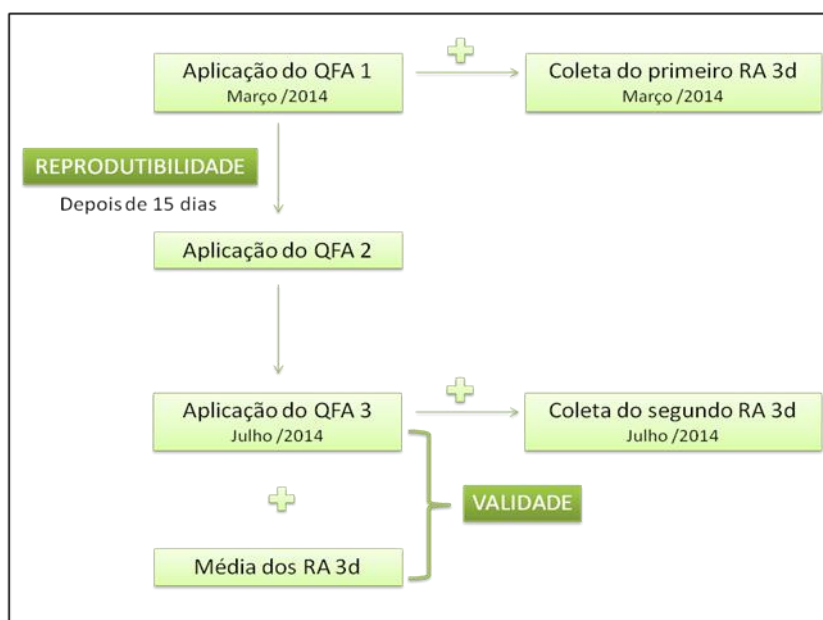 Aplicação do QFA 1
Março /2014
Coleta do primeiro RA 3d
Março /2014
REPRODUTIBILIDADE
Depois de 15 dias
Aplicação do QFA 2
Aplicação do QFA 3
Julho /2014
Coleta do segundo RA 3d
Julho /2014
VALIDADE
Média dos RA 3d